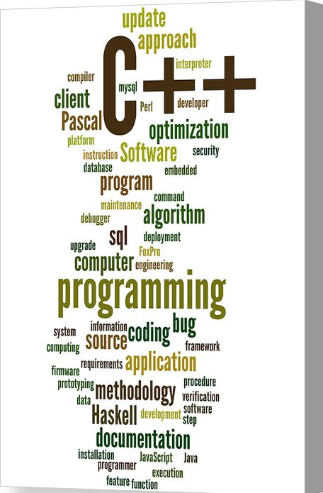 update
approach
C++
interpreter
compiler
mysql
client
Perl
developer
Pascal
optimization
platform
instruction
Software
security
database
embedded
program
command
maintenance
debugger
algorithm
sql
deployment
upgrade
FoxPro
computer
engineering
programming
system
information
coding
bug
source
computing
framework
requirements
application
firmware
prototyping
methodology
procedure
verification
data
Haskell
development
software
step
documentation
installation
JavaScript
Java
programmer
execution
feature
function